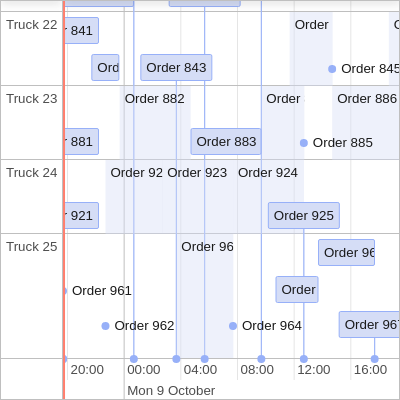 Truck 22
841
Order
Ord
Order 843
Order 845
Truck 23
Order 882
Order
Order 886
881
Order 883
Order 885
Truck 24
Order 92
Order 923
Order 924
921
Order 925
Truck 25
Order 96
Order 96
Order 961
Order
Order 962
Order 964
Order 967
20:00
00:00
04:00
08:00
12:00
16:00
Mon 9 October